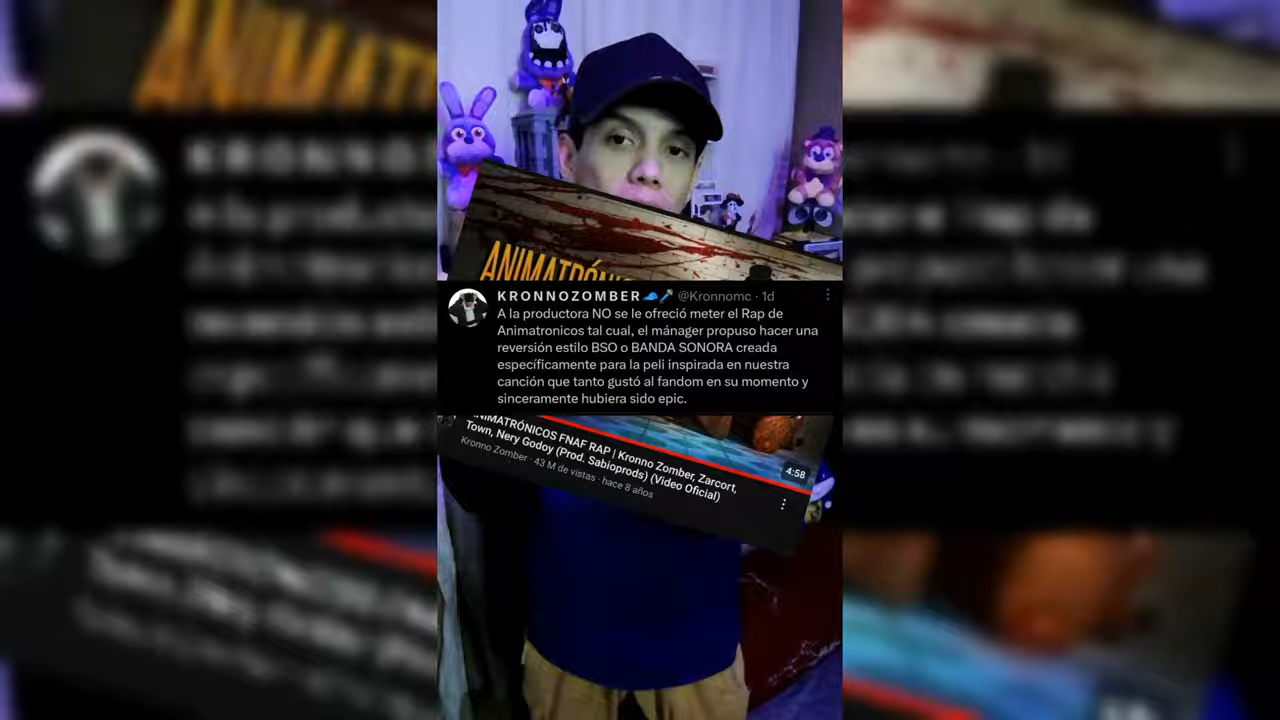 ANIMATRÓNICOS
KRONNOZOMBER🧢🎤 @Kronnomc · 1d
A la productora NO se le ofreció meter el Rap de
Animatronicos tal cual, el mánager propuso hacer una
reversión estilo BSO o BANDA SONORA creada
específicamente para la peli inspirada en nuestra
canción que tanto gustó al fandom en su momento y
sinceramente hubiera sido epic.
4:58
ANIMATRÓNICOS FNAF RAP | Kronno Zomber, Zarcort,
Town, Nery Godoy (Prod. Sabioprods) (Video Oficial)
Kronno Zomber · 43 M de vistas · hace 8 años